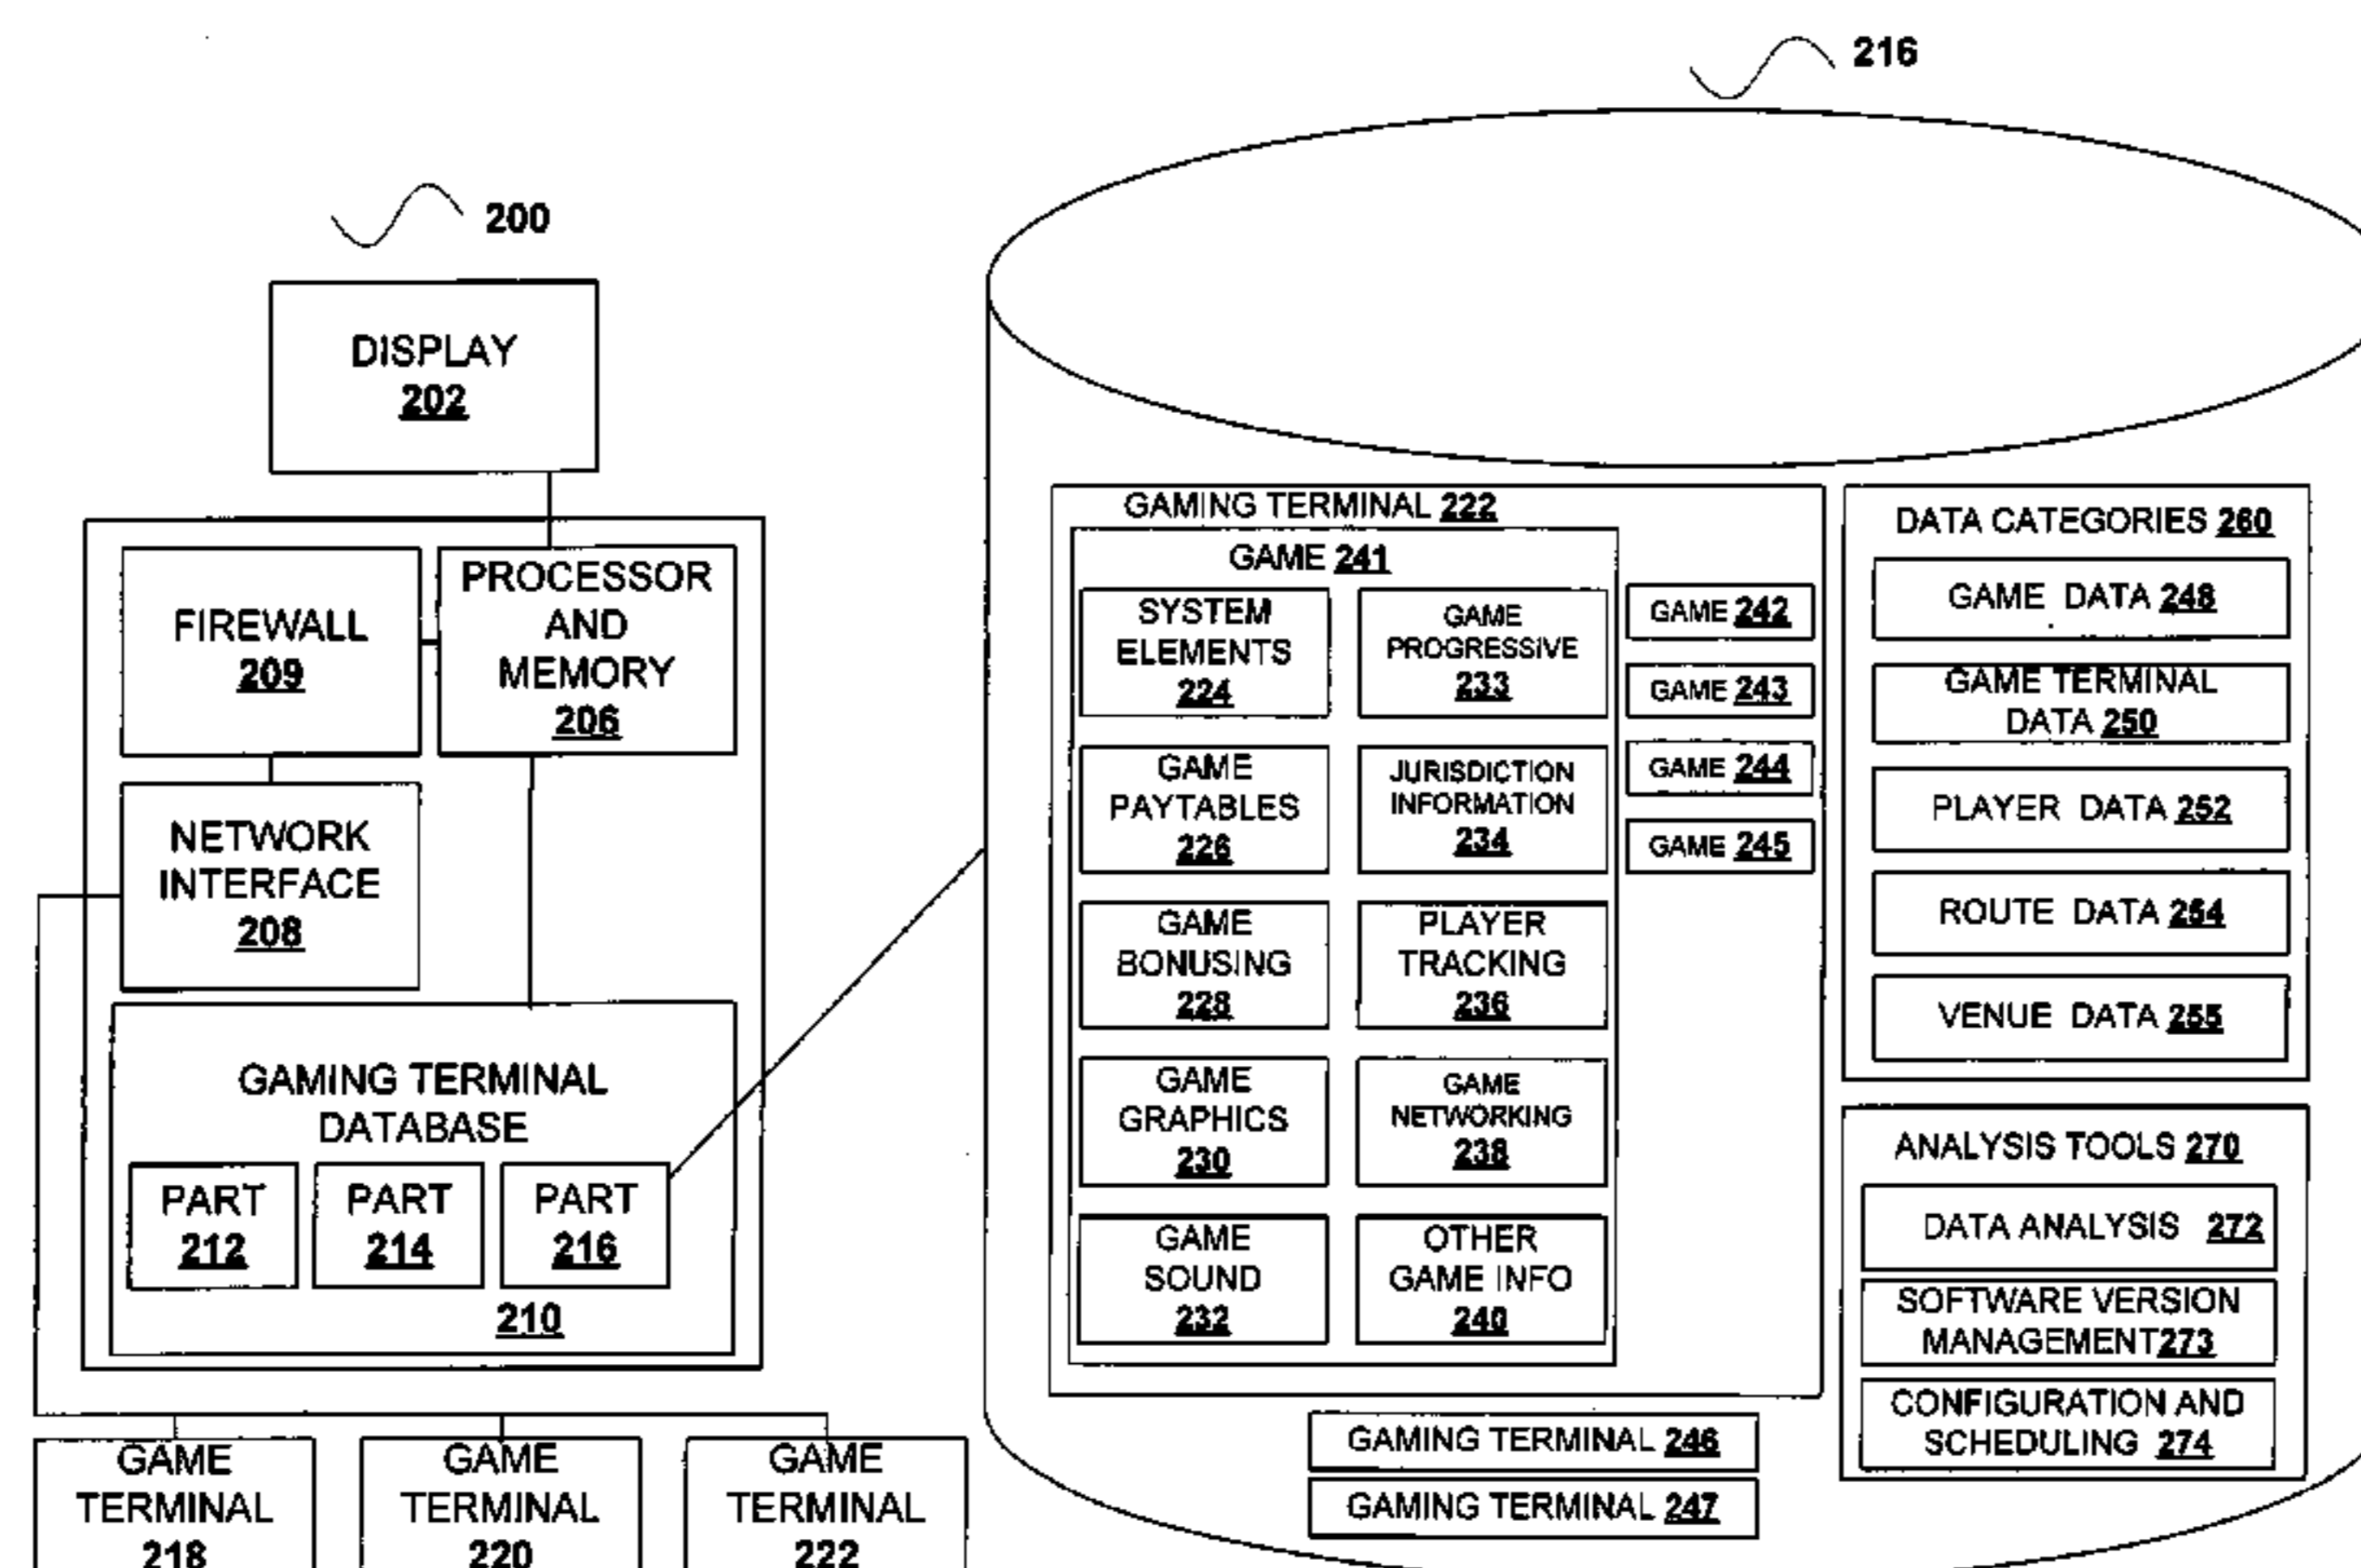 216
200
DISPLAY
202
FIREWALL
209
PROCESSOR
AND
MEMORY
206
NETWORK
INTERFACE
208
GAMING TERMINAL
DATABASE
PART
212
PART
214
PART
216
210
GAME
TERMINAL
218
GAME
TERMINAL
220
GAME
TERMINAL
222
GAMING TERMINAL 222
GAME 241
SYSTEM
ELEMENTS
224
GAME
PROGRESSIVE
233
GAME
PAYTABLES
226
JURISDICTION
INFORMATION
234
GAME
BONUSING
228
PLAYER
TRACKING
236
GAME
GRAPHICS
230
GAME
NETWORKING
238
GAME
SOUND
232
OTHER
GAME INFO
240
GAME 242
GAME 243
GAME 244
GAME 245
GAMING TERMINAL 246
GAMING TERMINAL 247
DATA CATEGORIES 260
GAME DATA 248
GAME TERMINAL
DATA 250
PLAYER DATA 252
ROUTE DATA 254
VENUE DATA 255
ANALYSIS TOOLS 270
DATA ANALYSIS 272
SOFTWARE VERSION
MANAGEMENT273
CONFIGURATION AND
SCHEDULING 274